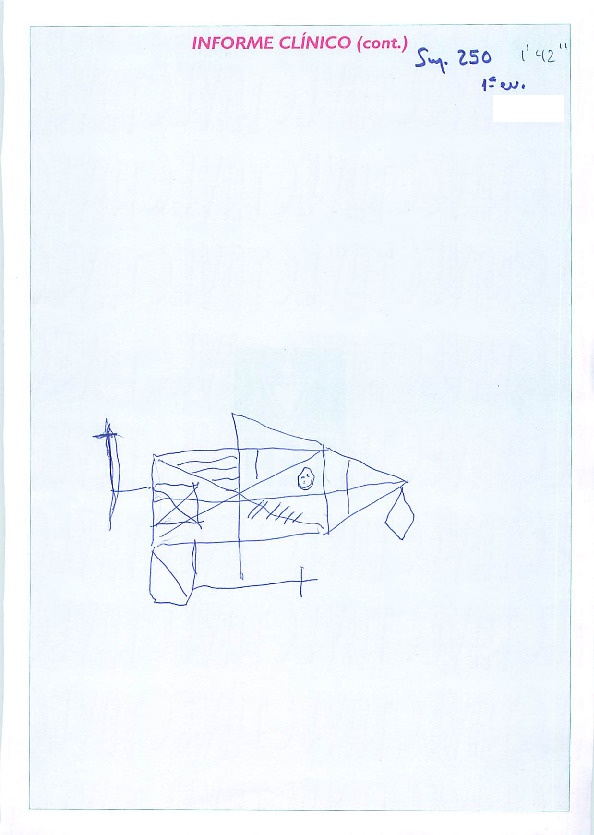 INFORME CLÍNICO (cont.)
Suj. 250 1' 42"
1ª ev.